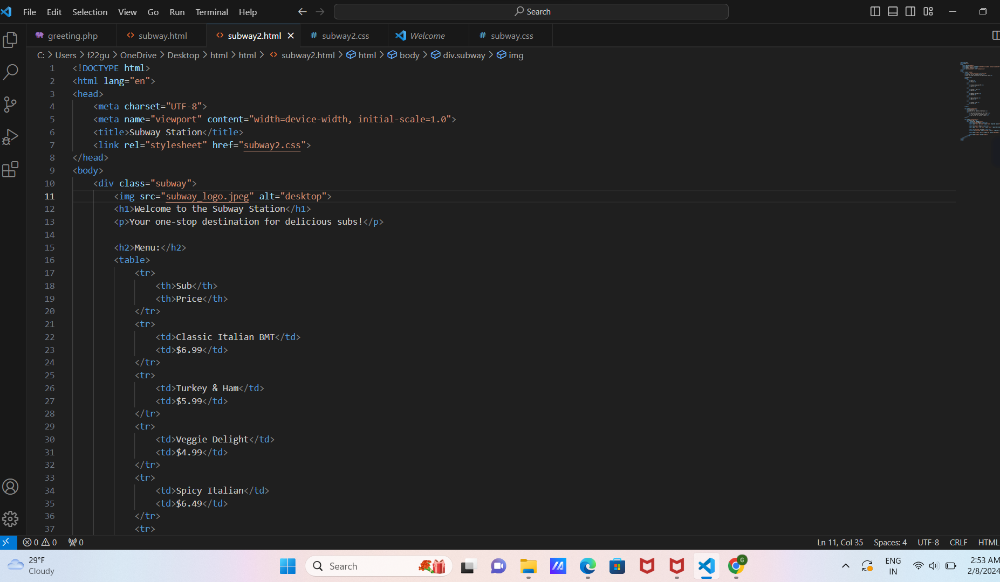 File Edit Selection View Go Run Terminal Help Search
greeting.php subway.html subway2.html # subway2.css Welcome # subway.css
C: > Users > f22gu > OneDrive > Desktop > html > html > subway2.html > html > body > div.subway > img
1 <!DOCTYPE html>
2 <html lang="en">
3 <head>
4 <meta charset="UTF-8">
5 <meta name="viewport" content="width=device-width, initial-scale=1.0">
6 <title>Subway Station</title>
7 <link rel="stylesheet" href="subway2.css">
8 </head>
9 <body>
10 <div class="subway">
11 <img src="subway_logo.jpeg" alt="desktop">
12 <h1>Welcome to the Subway Station</h1>
13 <p>Your one-stop destination for delicious subs!</p>
14
15 <h2>Menu:</h2>
16 <table>
17 <tr>
18 <th>Sub</th>
19 <th>Price</th>
20 </tr>
21 <tr>
22 <td>Classic Italian BMT</td>
23 <td>$6.99</td>
24 </tr>
25 <tr>
26 <td>Turkey & Ham</td>
27 <td>$5.99</td>
28 </tr>
29 <tr>
30 <td>Veggie Delight</td>
31 <td>$4.99</td>
32 </tr>
33 <tr>
34 <td>Spicy Italian</td>
35 <td>$6.49</td>
36 </tr>
37 <tr>
0 0 0 Ln 11, Col 35 Spaces: 4 UTF-8 CRLF HTML
29°F
Cloudy
Search
G
ENG
IN
2:53 AM
2/8/2024